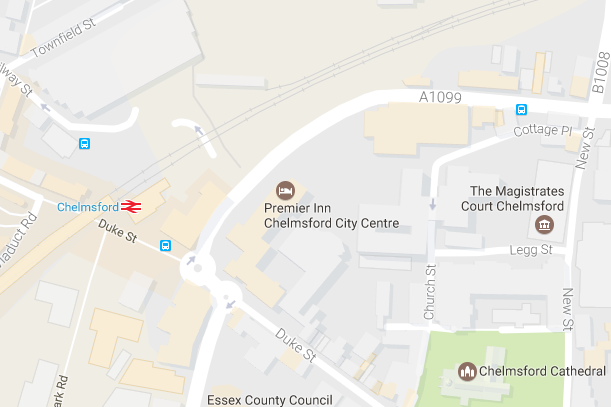 Townfield St
ilway St
A1099
B1008
Cottage Pl
New St
The Magistrates
Court Chelmsford
Chelmsford
Premier Inn
Chelmsford City Centre
Duke St
Viaduct Rd
Legg St
Church St
New St
Duke St
Chelmsford Cathedral
ark Rd
Essex County Council